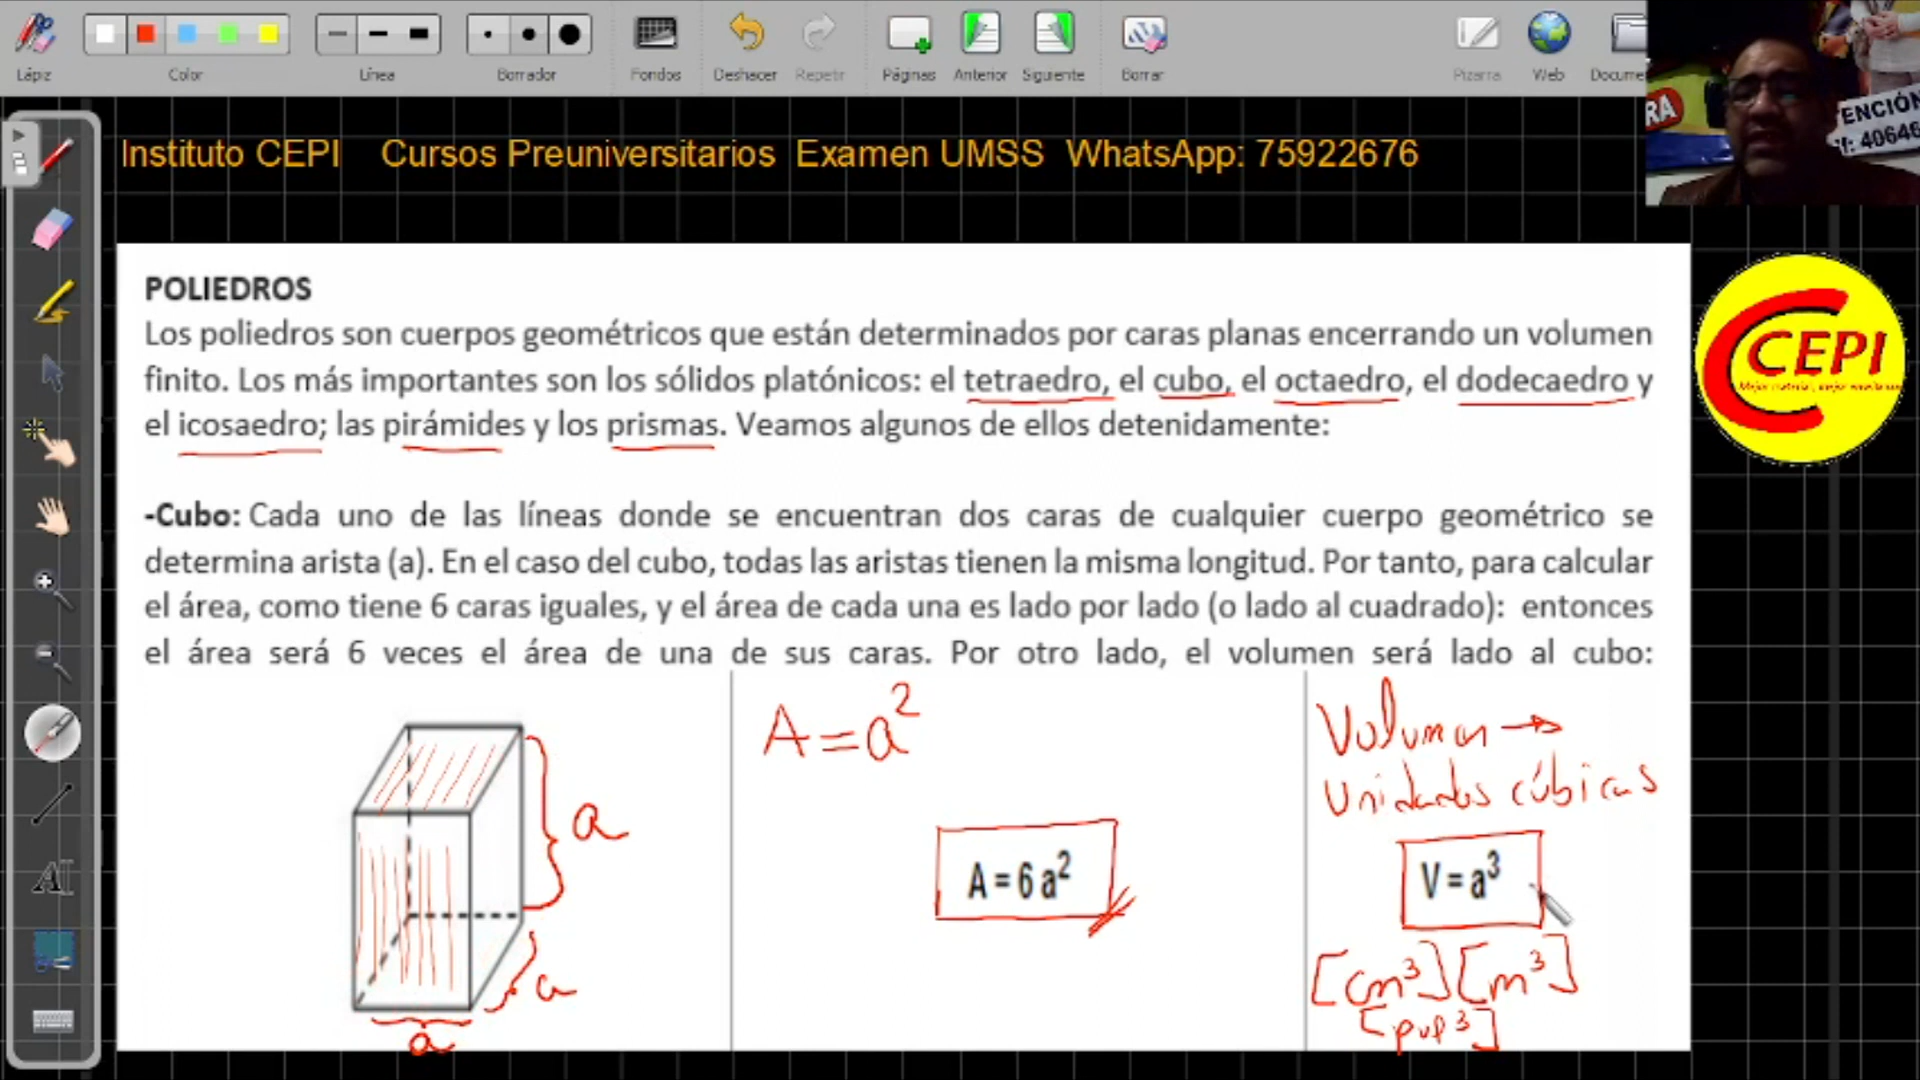 Lápiz Color Línea Borrador Fondos Deshacer Repetir Páginas Anterior Siguiente Borrar Pizarra Web Docume
RA
ENCIÓN
f: 40646
Instituto CEPI Cursos Preuniversitarios Examen UMSS WhatsApp: 75922676
CEPI
POLIEDROS
Los poliedros son cuerpos geométricos que están determinados por caras planas encerrando un volumen
finito. Los más importantes son los sólidos platónicos: el tetraedro, el cubo, el octaedro, el dodecaedro y
el icosaedro; las pirámides y los prismas. Veamos algunos de ellos detenidamente:
-Cubo: Cada uno de las líneas donde se encuentran dos caras de cualquier cuerpo geométrico se
determina arista (a). En el caso del cubo, todas las aristas tienen la misma longitud. Por tanto, para calcular
el área, como tiene 6 caras iguales, y el área de cada una es lado por lado (o lado al cuadrado): entonces
el área será 6 veces el área de una de sus caras. Por otro lado, el volumen será lado al cubo:
a
a
a
A = a²
A = 6 a²
Volumen →
Unidades cúbicas
V = a³
[cm³] [m³]
[pup³]